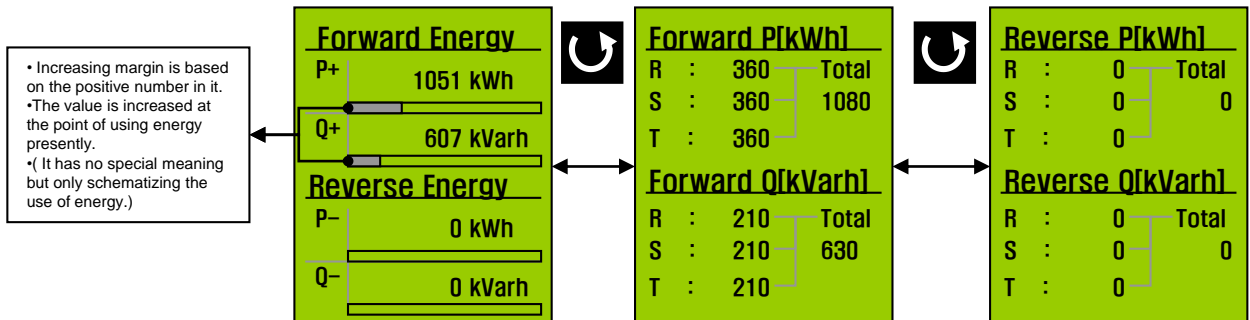 • Increasing margin is based
on the positive number in it.
•The value is increased at
the point of using energy
presently.
•( It has no special meaning
but only schematizing the
use of energy.)
Forward Energy
P+
1051 kWh
Q+
607 kVarh
Reverse Energy
P−
0 kWh
Q−
0 kVarh
Forward P[kWh]
R : 360 Total
S : 360 1080
T : 360
Forward Q[kVarh]
R : 210 Total
S : 210 630
T : 210
Reverse P[kWh]
R : 0 Total
S : 0 0
T : 0
Reverse Q[kVarh]
R : 0 Total
S : 0 0
T : 0